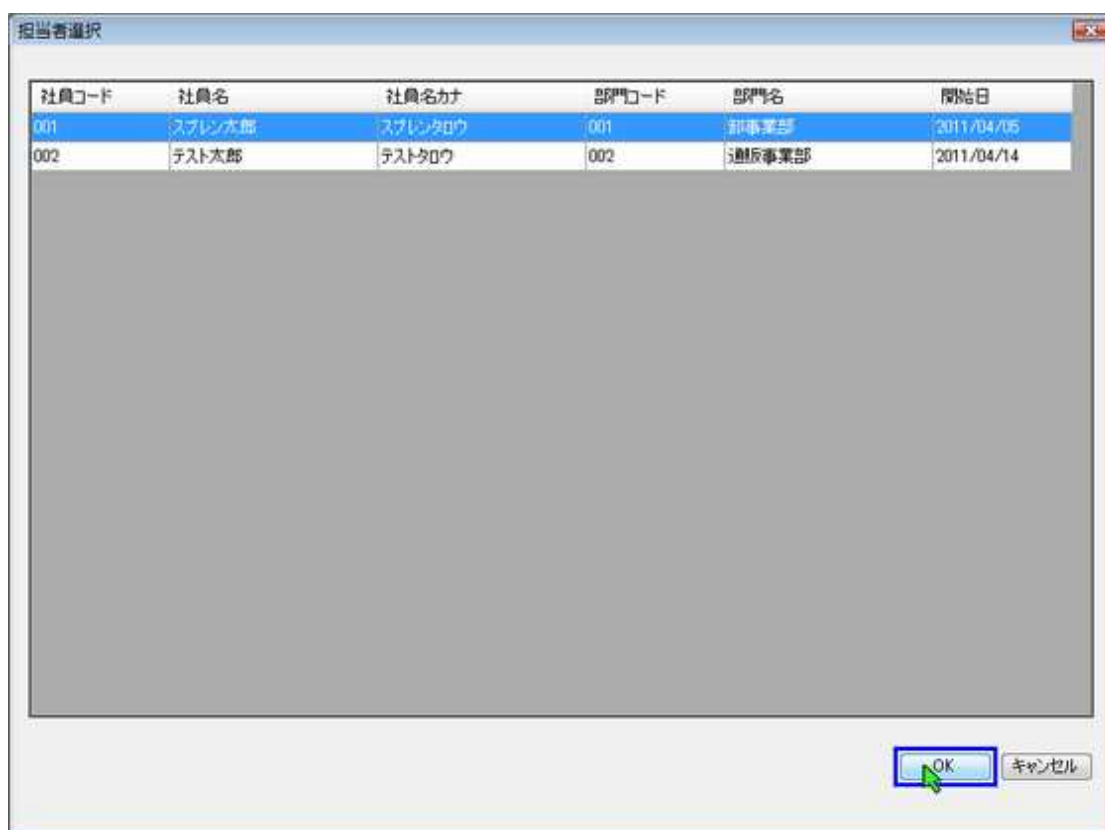 担当者選択
社員コード 社員名 社員名カナ 部門コード 部門名 開始日
001 スプレン太郎 スプレンタロウ 001 卸事業部 2011/04/05
002 テスト太郎 テストタロウ 002 通販事業部 2011/04/14
OK キャンセル